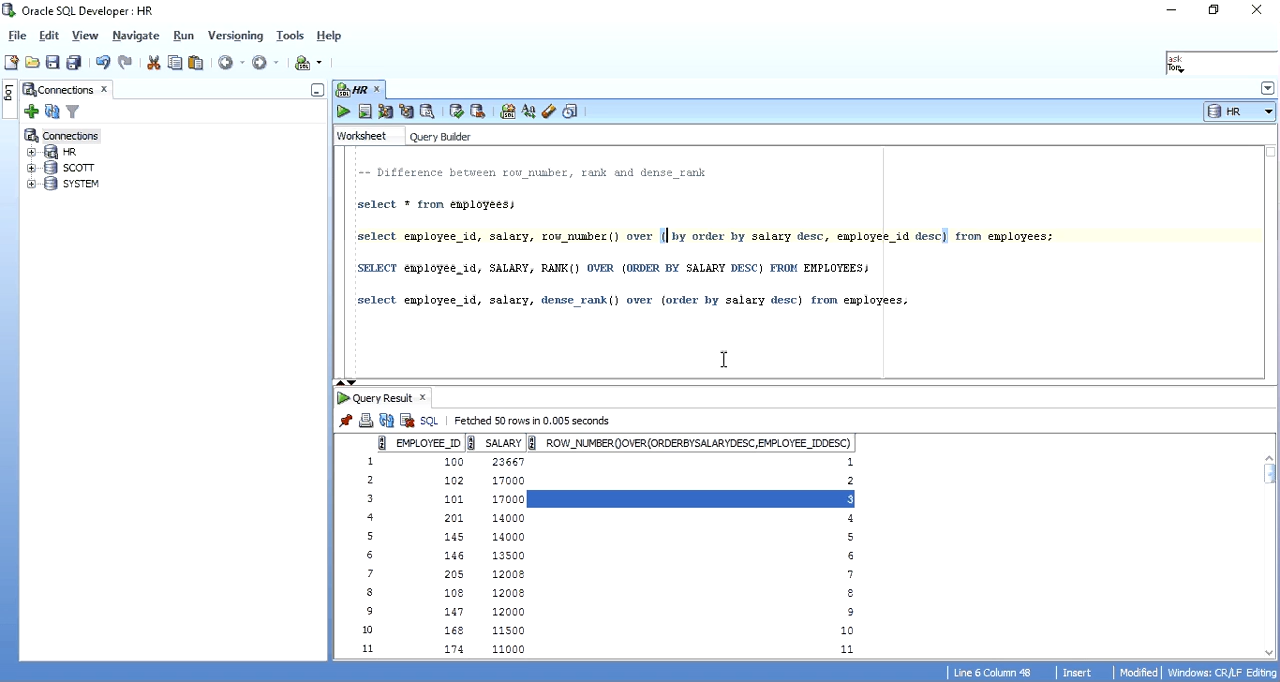 Oracle SQL Developer : HR
File Edit View Navigate Run Versioning Tools Help
ask Tom
Log
Connections
HR
HR
Worksheet Query Builder
Connections
HR
SCOTT
SYSTEM
-- Difference between row_number, rank and dense_rank
select * from employees;
select employee_id, salary, row_number() over ( by order by salary desc, employee_id desc) from employees;
SELECT employee_id, SALARY, RANK() OVER (ORDER BY SALARY DESC) FROM EMPLOYEES;
select employee_id, salary, dense_rank() over (order by salary desc) from employees;
Query Result
SQL Fetched 50 rows in 0.005 seconds
EMPLOYEE_ID SALARY ROW_NUMBER()OVER(ORDERBYSALARYDESC,EMPLOYEE_IDDESC)
1 100 23667 1
2 102 17000 2
3 101 17000 3
4 201 14000 4
5 145 14000 5
6 146 13500 6
7 205 12008 7
8 108 12008 8
9 147 12000 9
10 168 11500 10
11 174 11000 11
Line 6 Column 48 Insert Modified Windows: CR/LF Editing